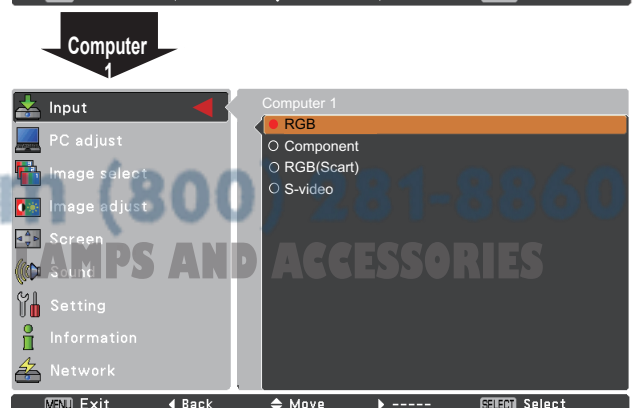 Computer
1
Input
Computer 1
RGB
PC adjust
Component
Image select
RGB(Scart)
S-video
Image adjust
m (800) 281-8860
Screen
AMPS AND ACCESSORIES
Sound
Setting
Information
Network
MENU Exit ◀ Back Move ▶ ----- SELECT Select